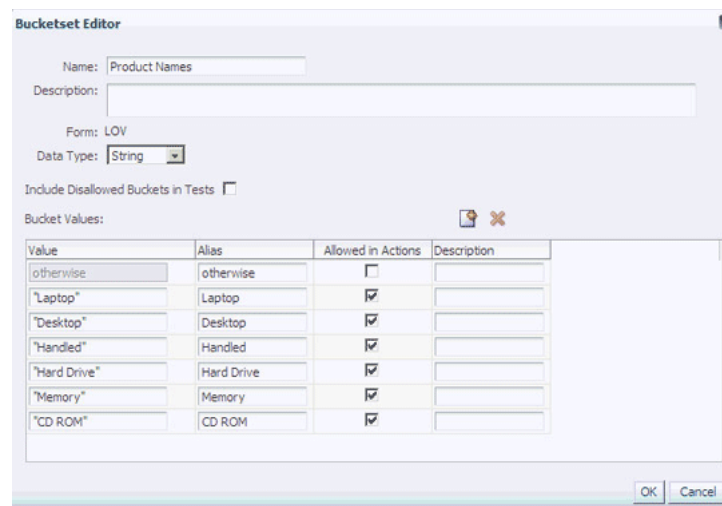 Bucketset Editor
Name: Product Names
Description:
Form: LOV
Data Type: String
Include Disallowed Buckets in Tests
Bucket Values:
Value Alias Allowed in Actions Description
otherwise otherwise
"Laptop" Laptop
"Desktop" Desktop
"Handled" Handled
"Hard Drive" Hard Drive
"Memory" Memory
"CD ROM" CD ROM
OK Cancel